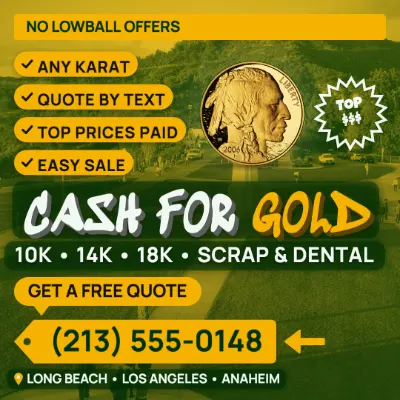 NO LOWBALL OFFERS
✓ ANY KARAT
✓ QUOTE BY TEXT
✓ TOP PRICES PAID
✓ EASY SALE
LIBERTY
2006
TOP
$$$
CASH FOR GOLD
10K • 14K • 18K • SCRAP & DENTAL
GET A FREE QUOTE
(213) 555-0148
LONG BEACH • LOS ANGELES • ANAHEIM